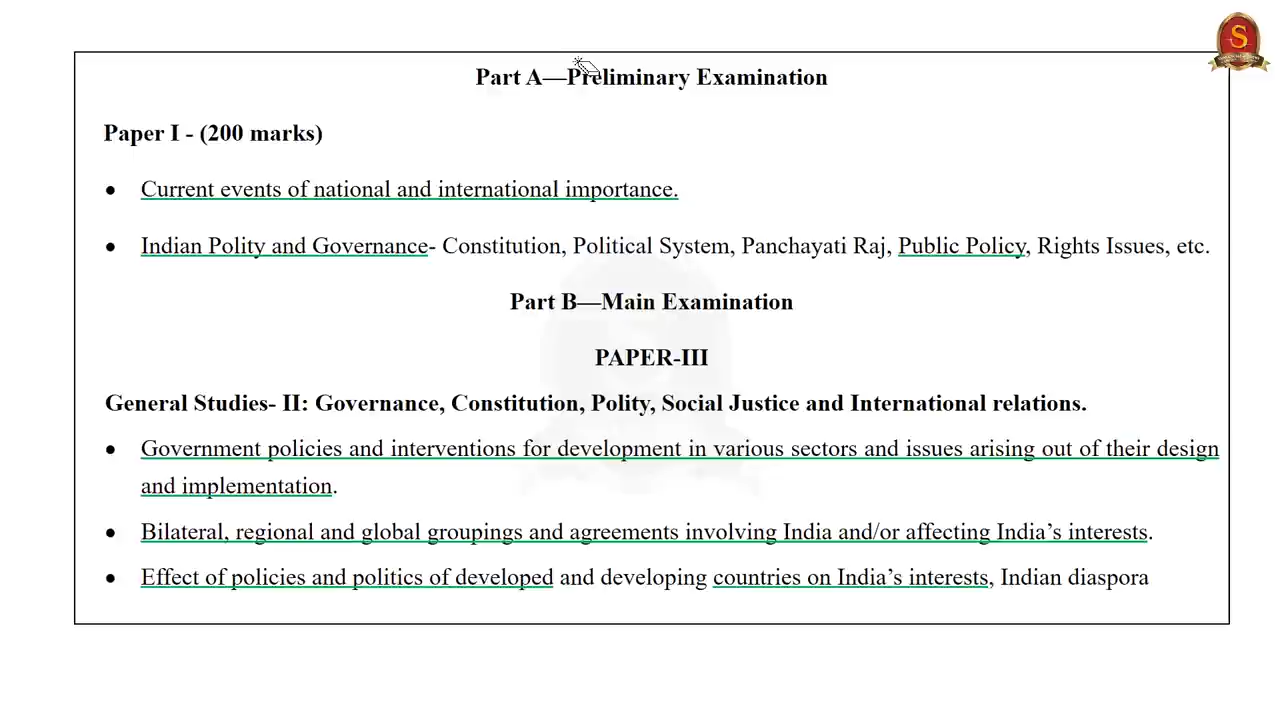 S
Part A—Preliminary Examination
Paper I - (200 marks)
• Current events of national and international importance.
• Indian Polity and Governance- Constitution, Political System, Panchayati Raj, Public Policy, Rights Issues, etc.
Part B—Main Examination
PAPER-III
General Studies- II: Governance, Constitution, Polity, Social Justice and International relations.
• Government policies and interventions for development in various sectors and issues arising out of their design
and implementation.
• Bilateral, regional and global groupings and agreements involving India and/or affecting India’s interests.
• Effect of policies and politics of developed and developing countries on India’s interests, Indian diaspora